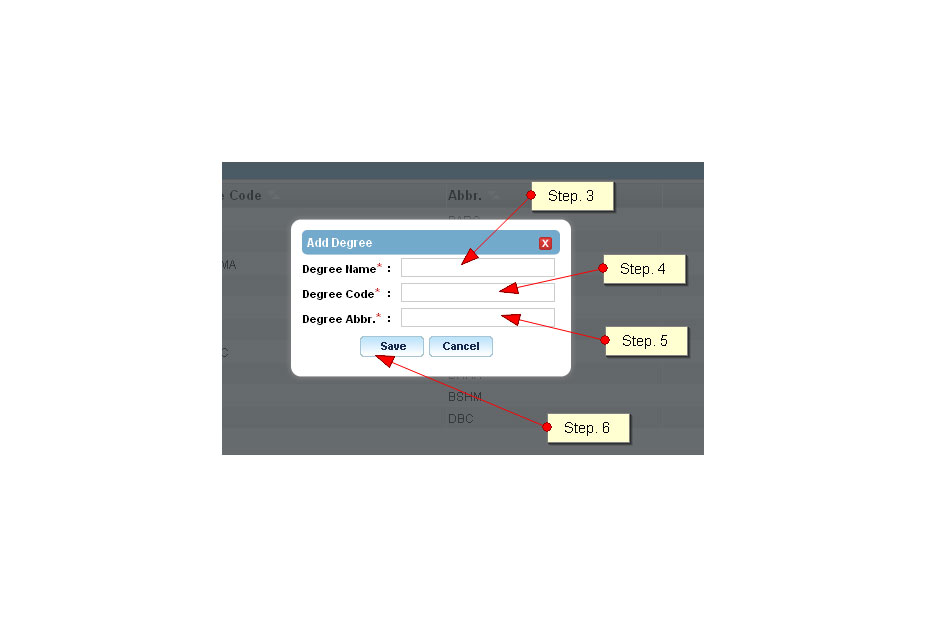 Code Abbr. Step. 3
Add Degree X
MA
Degree Name* :
Step. 4
Degree Code* :
Degree Abbr.* :
Step. 5
Save Cancel
BSHM
DBC
Step. 6